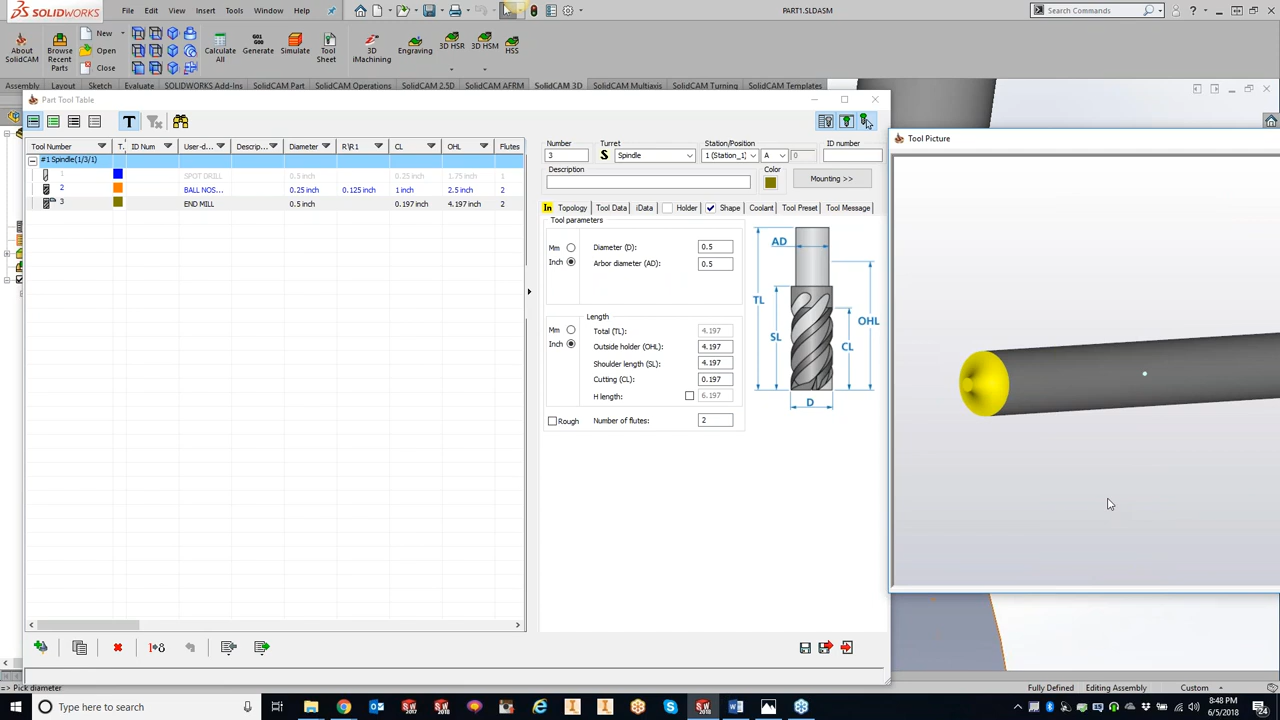 SOLIDWORKS
File
Edit
View
Insert
Tools
Window
Help
PART1.SLDASM
Search Commands
About
SolidCAM
Browse
Recent
Parts
New
Open
Close
Calculate
All
G01
G00
Generate
Simulate
Tool
Sheet
3D
iMachining
Engraving
3D HSR
3D HSM
HSS
Assembly
Layout
Sketch
Evaluate
SOLIDWORKS Add-Ins
SolidCAM Part
SolidCAM Operations
SolidCAM 2.5D
SolidCAM AFRM
SolidCAM 3D
SolidCAM Multiaxis
SolidCAM Turning
SolidCAM Templates
Part Tool Table
Tool Number
T.
ID Num
User-d...
Descrip...
Diameter
R\R1
CL
OHL
Flutes
#1 Spindle(1/3/1)
1
SPOT DRILL
0.5 inch
0.25 inch
1.75 inch
1
2
BALL NOS...
0.25 inch
0.125 inch
1 inch
2.5 inch
2
3
END MILL
0.5 inch
0.197 inch
4.197 inch
2
Number
3
Turret
S
Spindle
Station/Position
1 (Station_1)
A
0
ID number
Description
Color
Mounting >>
In
Topology
Tool Data
iData
Holder
Shape
Coolant
Tool Preset
Tool Message
Tool parameters
Mm
Inch
Diameter (D):
0.5
Arbor diameter (AD):
0.5
Length
Mm
Inch
Total (TL):
4.197
Outside holder (OHL):
4.197
Shoulder length (SL):
4.197
Cutting (CL):
0.197
H length:
6.197
Rough
Number of flutes:
2
AD
TL
OHL
SL
CL
D
Tool Picture
=> Pick diameter
Fully Defined
Editing Assembly
Custom
Type here to search
8:48 PM
6/5/2018